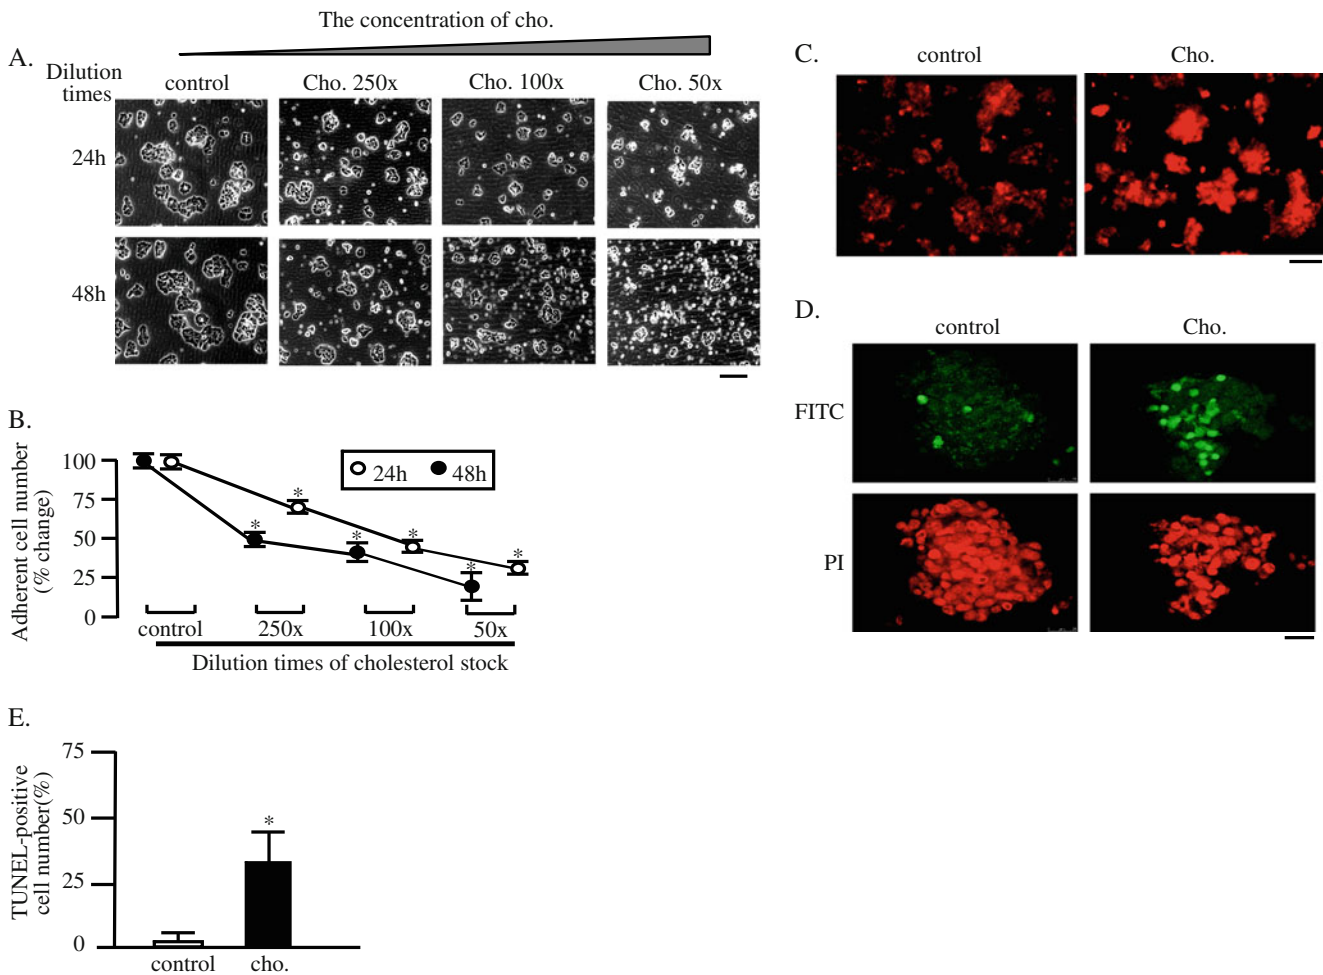 The concentration of cho.
A.
Dilution
times
control
Cho. 250x
Cho. 100x
Cho. 50x
24h
48h
B.
Adherent cell number
(% change)
100
75
50
25
0
24h
48h
*
*
*
*
*
*
control
250x
100x
50x
Dilution times of cholesterol stock
C.
control
Cho.
D.
control
Cho.
FITC
PI
E.
TUNEL-positive
cell number(%)
75
50
25
0
*
control
cho.